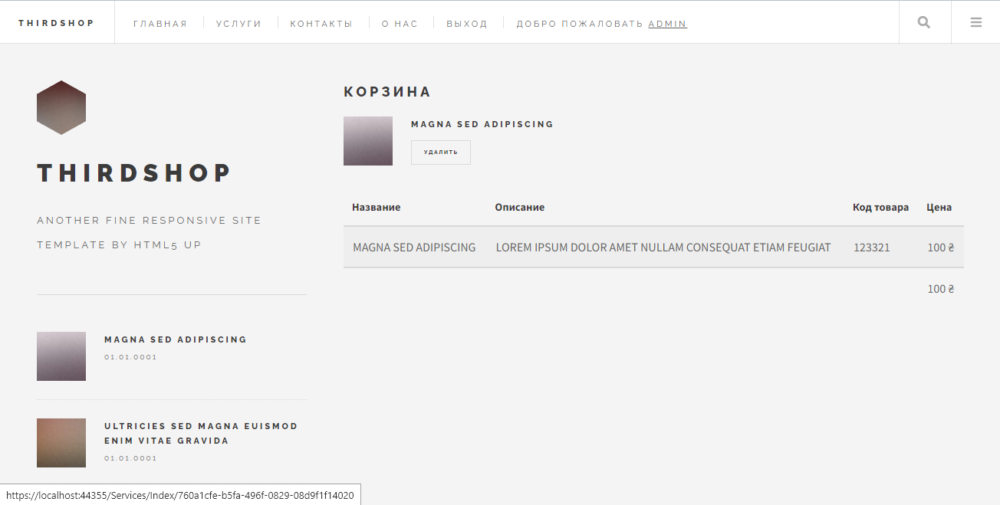 THIRDSHOP ГЛАВНАЯ УСЛУГИ КОНТАКТЫ О НАС ВЫХОД ДОБРО ПОЖАЛОВАТЬ ADMIN
THIRDSHOP
ANOTHER FINE RESPONSIVE SITE
TEMPLATE BY HTML5 UP
MAGNA SED ADIPISCING
01.01.0001
ULTRICIES SED MAGNA EUISMOD
ENIM VITAE GRAVIDA
01.01.0001
КОРЗИНА
MAGNA SED ADIPISCING
УДАЛИТЬ
Название Описание Код товара Цена
MAGNA SED ADIPISCING LOREM IPSUM DOLOR AMET NULLAM CONSEQUAT ETIAM FEUGIAT 123321 100 ₴
100 ₴
https://localhost:44355/Services/Index/760a1cfe-b5fa-496f-0829-08d9f1f14020